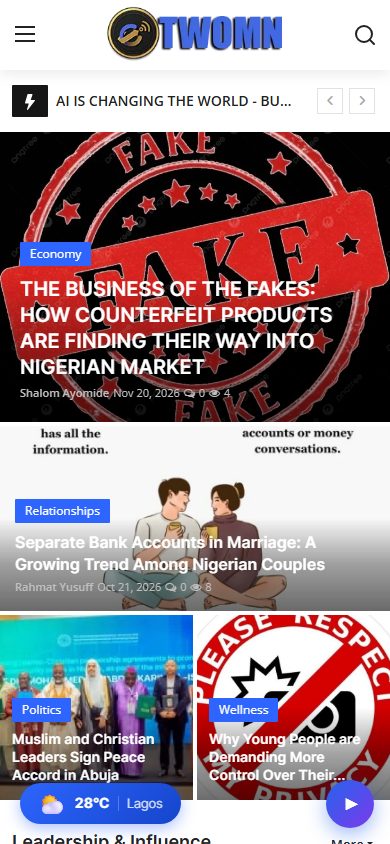 TWOMN
AI IS CHANGING THE WORLD - BU...
FAKE
Economy
FAKE
THE BUSINESS OF THE FAKES:
HOW COUNTERFEIT PRODUCTS
ARE FINDING THEIR WAY INTO
NIGERIAN MARKET
Shalom Ayomide Nov 20, 2026 0 4
FAKE
has all the
information.
accounts or money
conversations.
Relationships
Separate Bank Accounts in Marriage: A
Growing Trend Among Nigerian Couples
Rahmat Yusuff Oct 21, 2026 0 8
Politics
Muslim and Christian
Leaders Sign Peace
Accord in Abuja
PLEASE RESPECT
MY PRIVACY
Wellness
Why Young People are
Demanding More
Control Over Their...
28°C Lagos
Leadership & Influence
More